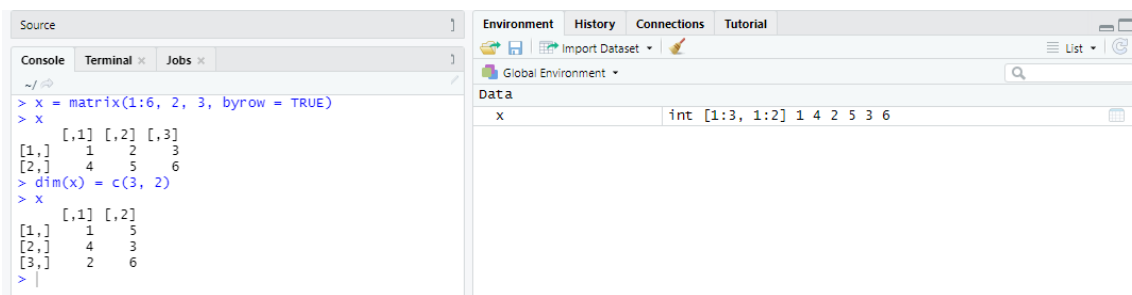 Source
Console Terminal Jobs
~/
> x = matrix(1:6, 2, 3, byrow = TRUE)
> x
     [,1] [,2] [,3]
[1,]    1    2    3
[2,]    4    5    6
> dim(x) = c(3, 2)
> x
     [,1] [,2]
[1,]    1    5
[2,]    4    3
[3,]    2    6
>
Environment History Connections Tutorial
Import Dataset List
Global Environment
Data
x int [1:3, 1:2] 1 4 2 5 3 6